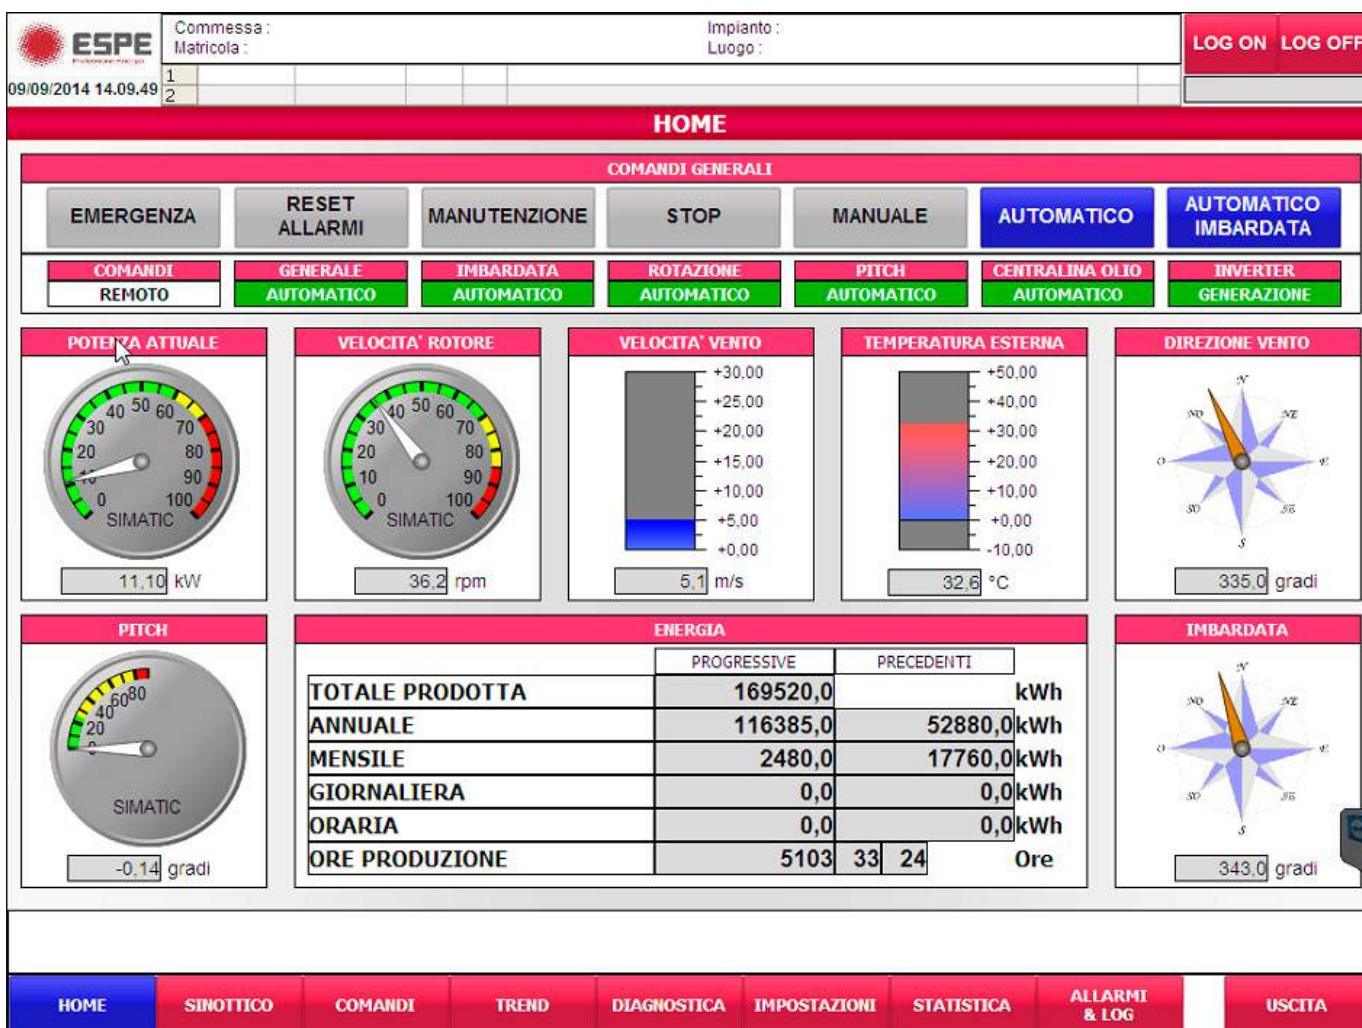 ESPE
Professione Energia
Commessa :
Matricola :
Impianto :
Luogo :
LOG ON LOG OFF
09/09/2014 14.09.49
1
2
HOME
COMANDI GENERALI
EMERGENZA
RESET
ALLARMI
MANUTENZIONE
STOP
MANUALE
AUTOMATICO
AUTOMATICO
IMBARDATA
COMANDI GENERALE IMBARDATA ROTAZIONE PITCH CENTRALINA OLIO INVERTER
REMOTO AUTOMATICO AUTOMATICO AUTOMATICO AUTOMATICO AUTOMATICO GENERAZIONE
POTENZA ATTUALE
0 10 20 30 40 50 60 70 80 90 100
SIMATIC
11,10 kW
VELOCITA' ROTORE
0 10 20 30 40 50 60 70 80 90 100
SIMATIC
36,2 rpm
VELOCITA' VENTO
+30,00
+25,00
+20,00
+15,00
+10,00
+5,00
+0,00
5,1 m/s
TEMPERATURA ESTERNA
+50,00
+40,00
+30,00
+20,00
+10,00
+0,00
-10,00
32,6 °C
DIREZIONE VENTO
N
NO NE
O E
SO SE
S
335,0 gradi
PITCH
0 20 40 60 80
SIMATIC
-0,14 gradi
ENERGIA
PROGRESSIVE PRECEDENTI
TOTALE PRODOTTA 169520,0 kWh
ANNUALE 116385,0 52880,0 kWh
MENSILE 2480,0 17760,0 kWh
GIORNALIERA 0,0 0,0 kWh
ORARIA 0,0 0,0 kWh
ORE PRODUZIONE 5103 33 24 Ore
IMBARDATA
N
NO NE
O E
SO SE
S
343,0 gradi
HOME SINOTTICO COMANDI TREND DIAGNOSTICA IMPOSTAZIONI STATISTICA ALLARMI
& LOG USCITA